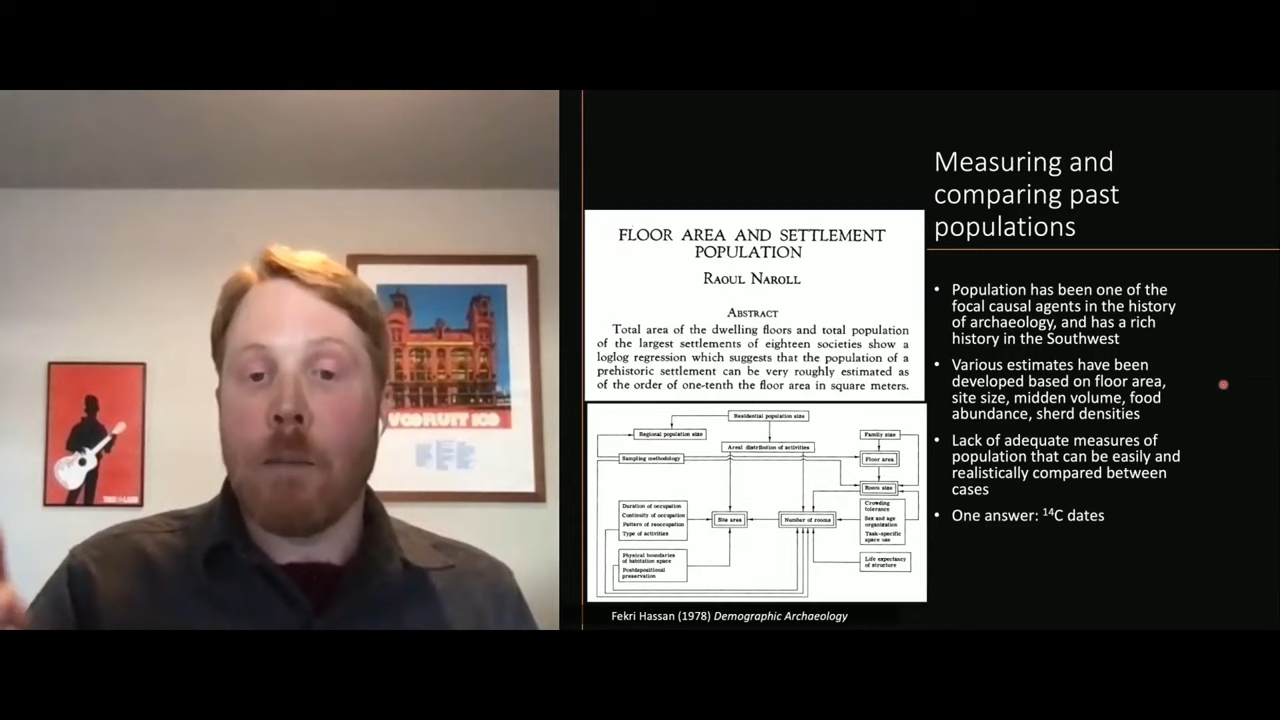 VOORUIT 100
FLOOR AREA AND SETTLEMENT
POPULATION
RAOUL NAROLL
ABSTRACT
Total area of the dwelling floors and total population
of the largest settlements of eighteen societies show a
loglog regression which suggests that the population of a
prehistoric settlement can be very roughly estimated as
of the order of one-tenth the floor area in square meters.
Residential population size
Regional population size
Family size
Areal distribution of activities
Sampling methodology
Floor area
Room size
Duration of occupation
Continuity of occupation
Pattern of reoccupation
Type of activities
Site area
Number of rooms
Crowding
tolerance
Sex and age
organization
Task-specific
space use
Physical boundaries
of habitation space
Postdepositional
preservation
Life expectancy
of structure
Fekri Hassan (1978) Demographic Archaeology
Measuring and
comparing past
populations
• Population has been one of the
focal causal agents in the history
of archaeology, and has a rich
history in the Southwest
• Various estimates have been
developed based on floor area,
site size, midden volume, food
abundance, sherd densities
• Lack of adequate measures of
population that can be easily and
realistically compared between
cases
• One answer: ¹⁴C dates